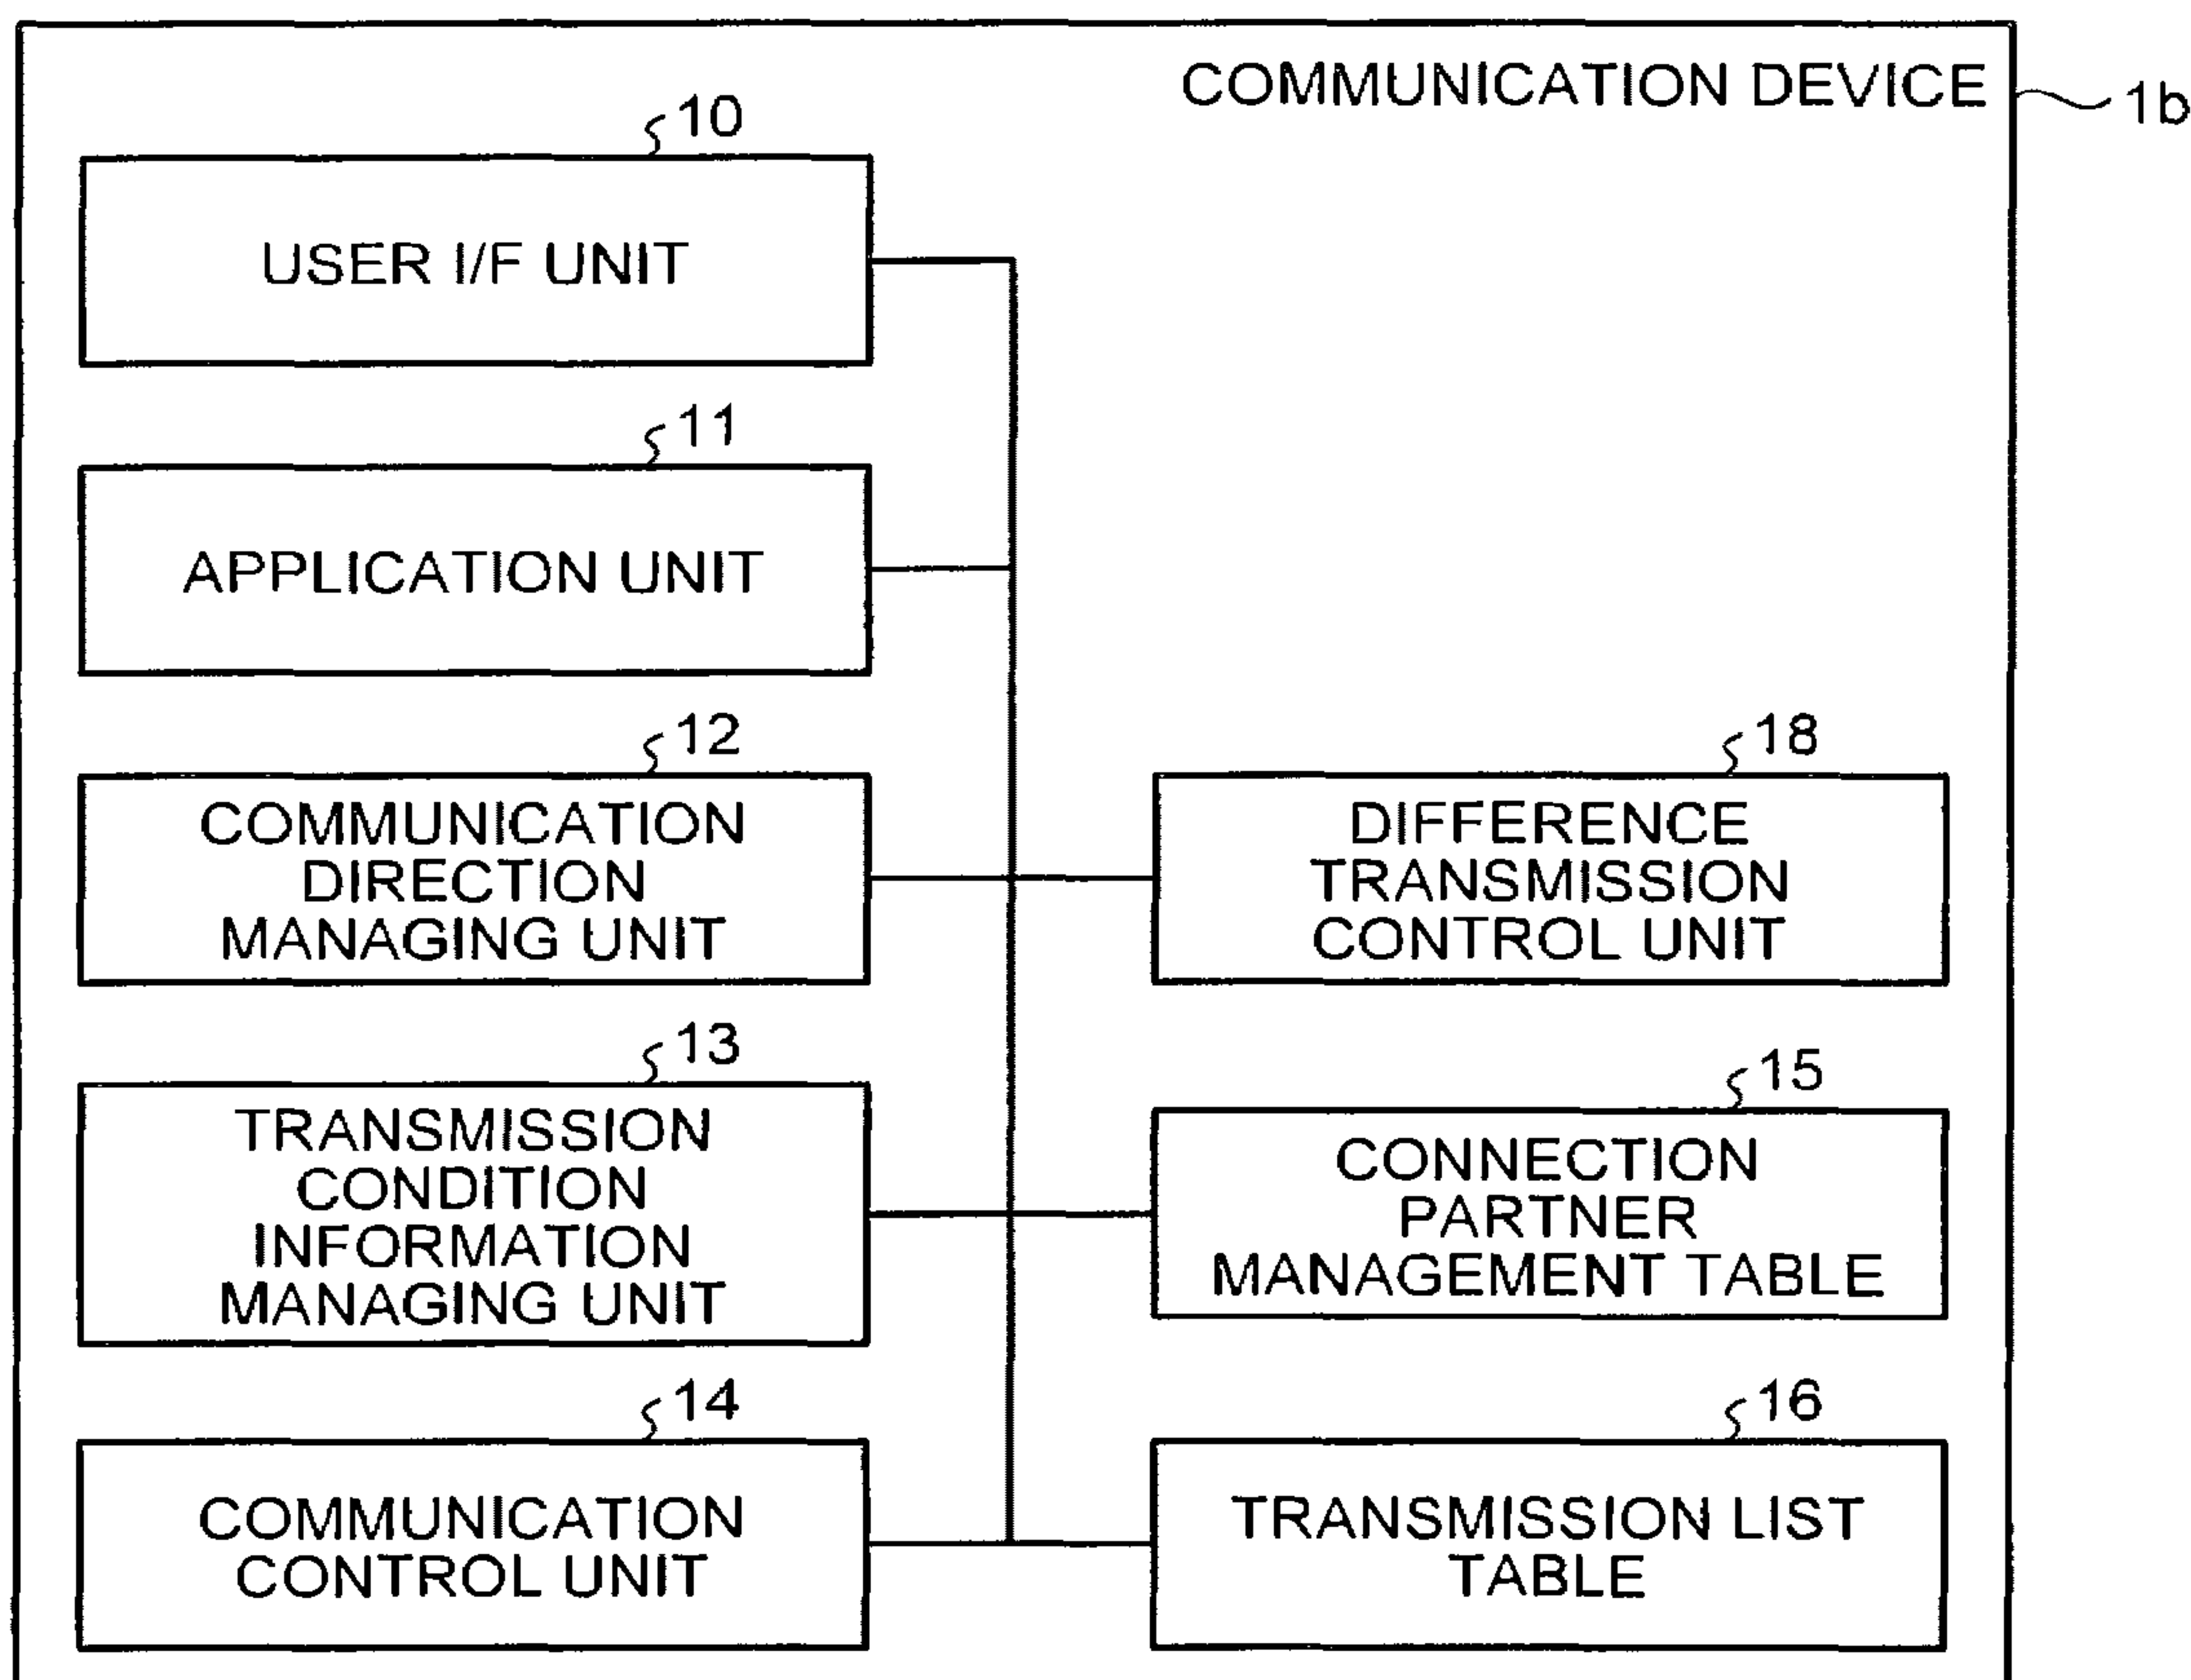 COMMUNICATION DEVICE
1b
10
USER I/F UNIT
11
APPLICATION UNIT
12
COMMUNICATION
DIRECTION
MANAGING UNIT
18
DIFFERENCE
TRANSMISSION
CONTROL UNIT
13
TRANSMISSION
CONDITION
INFORMATION
MANAGING UNIT
15
CONNECTION
PARTNER
MANAGEMENT TABLE
14
COMMUNICATION
CONTROL UNIT
16
TRANSMISSION LIST
TABLE